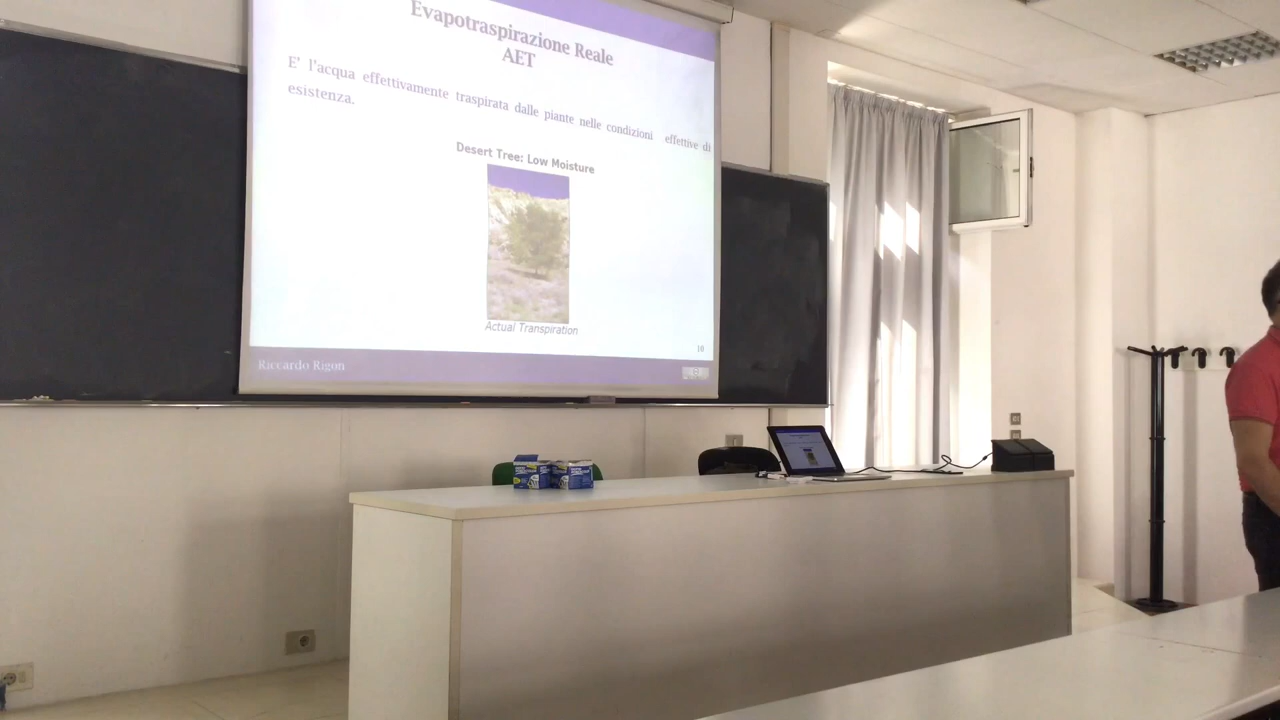 Evapotraspirazione Reale
AET
E' l'acqua effettivamente traspirata dalle piante nelle condizioni effettive di
esistenza.
Desert Tree: Low Moisture
Actual Transpiration
10
Riccardo Rigon